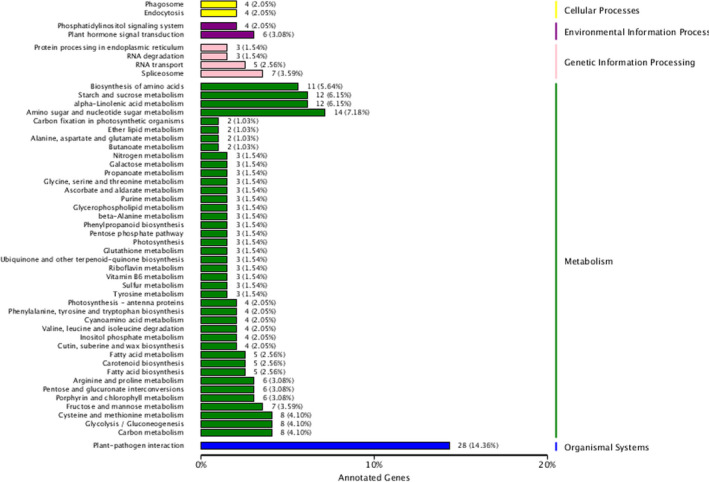 Phagosome 4 (2.05%)
Endocytosis 4 (2.05%)
Cellular Processes
Phosphatidylinositol signaling system 4 (2.05%)
Plant hormone signal transduction 6 (3.08%)
Environmental Information Process
Protein processing in endoplasmic reticulum 3 (1.54%)
RNA degradation 3 (1.54%)
RNA transport 5 (2.56%)
Spliceosome 7 (3.59%)
Genetic Information Processing
Biosynthesis of amino acids 11 (5.64%)
Starch and sucrose metabolism 12 (6.15%)
alpha-Linolenic acid metabolism 12 (6.15%)
Amino sugar and nucleotide sugar metabolism 14 (7.18%)
Carbon fixation in photosynthetic organisms 2 (1.03%)
Ether lipid metabolism 2 (1.03%)
Alanine, aspartate and glutamate metabolism 2 (1.03%)
Butanoate metabolism 2 (1.03%)
Nitrogen metabolism 3 (1.54%)
Galactose metabolism 3 (1.54%)
Propanoate metabolism 3 (1.54%)
Glycine, serine and threonine metabolism 3 (1.54%)
Ascorbate and aldarate metabolism 3 (1.54%)
Purine metabolism 3 (1.54%)
Glycerophospholipid metabolism 3 (1.54%)
beta-Alanine metabolism 3 (1.54%)
Phenylpropanoid biosynthesis 3 (1.54%)
Pentose phosphate pathway 3 (1.54%)
Photosynthesis 3 (1.54%)
Glutathione metabolism 3 (1.54%)
Ubiquinone and other terpenoid-quinone biosynthesis 3 (1.54%)
Riboflavin metabolism 3 (1.54%)
Vitamin B6 metabolism 3 (1.54%)
Sulfur metabolism 3 (1.54%)
Tyrosine metabolism 3 (1.54%)
Photosynthesis - antenna proteins 4 (2.05%)
Phenylalanine, tyrosine and tryptophan biosynthesis 4 (2.05%)
Cyanoamino acid metabolism 4 (2.05%)
Valine, leucine and isoleucine degradation 4 (2.05%)
Inositol phosphate metabolism 4 (2.05%)
Cutin, suberine and wax biosynthesis 4 (2.05%)
Fatty acid metabolism 5 (2.56%)
Carotenoid biosynthesis 5 (2.56%)
Fatty acid biosynthesis 5 (2.56%)
Arginine and proline metabolism 6 (3.08%)
Pentose and glucuronate interconversions 6 (3.08%)
Porphyrin and chlorophyll metabolism 6 (3.08%)
Fructose and mannose metabolism 7 (3.59%)
Cysteine and methionine metabolism 8 (4.10%)
Glycolysis / Gluconeogenesis 8 (4.10%)
Carbon metabolism 8 (4.10%)
Metabolism
Plant-pathogen interaction 28 (14.36%)
Organismal Systems
0% 10% 20%
Annotated Genes